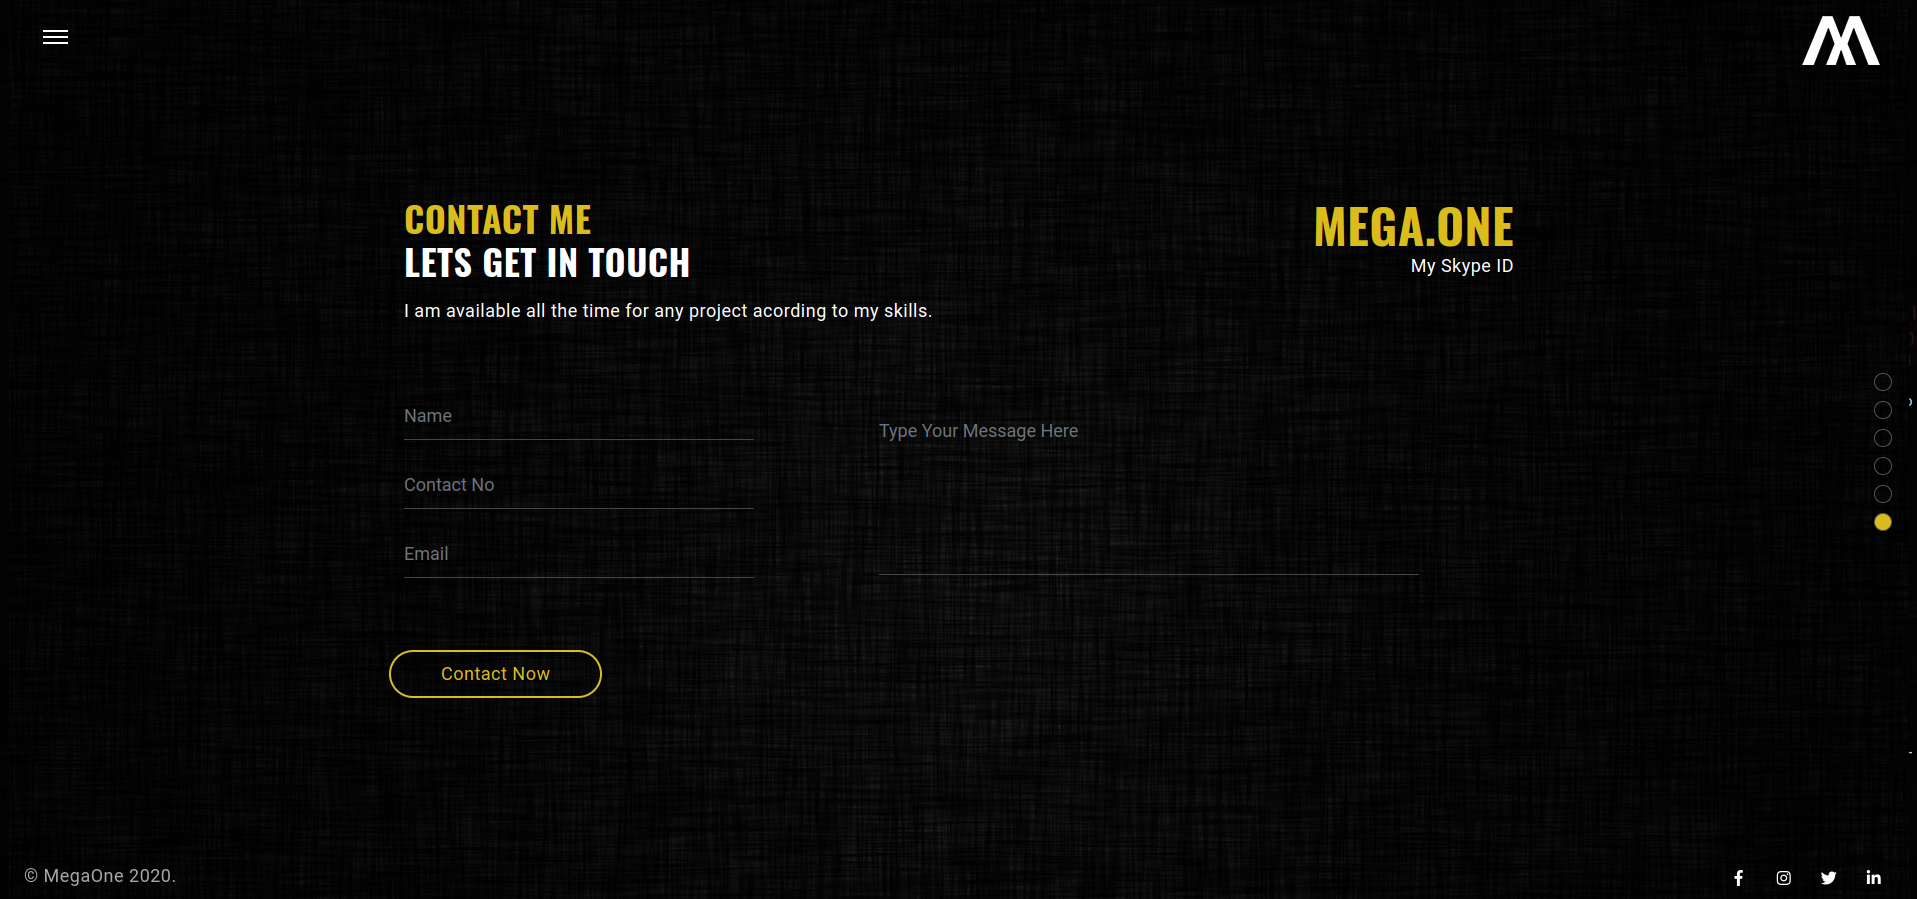 CONTACT ME
LETS GET IN TOUCH
I am available all the time for any project acording to my skills.
MEGA.ONE
My Skype ID
Name
Contact No
Email
Type Your Message Here
Contact Now
© MegaOne 2020.